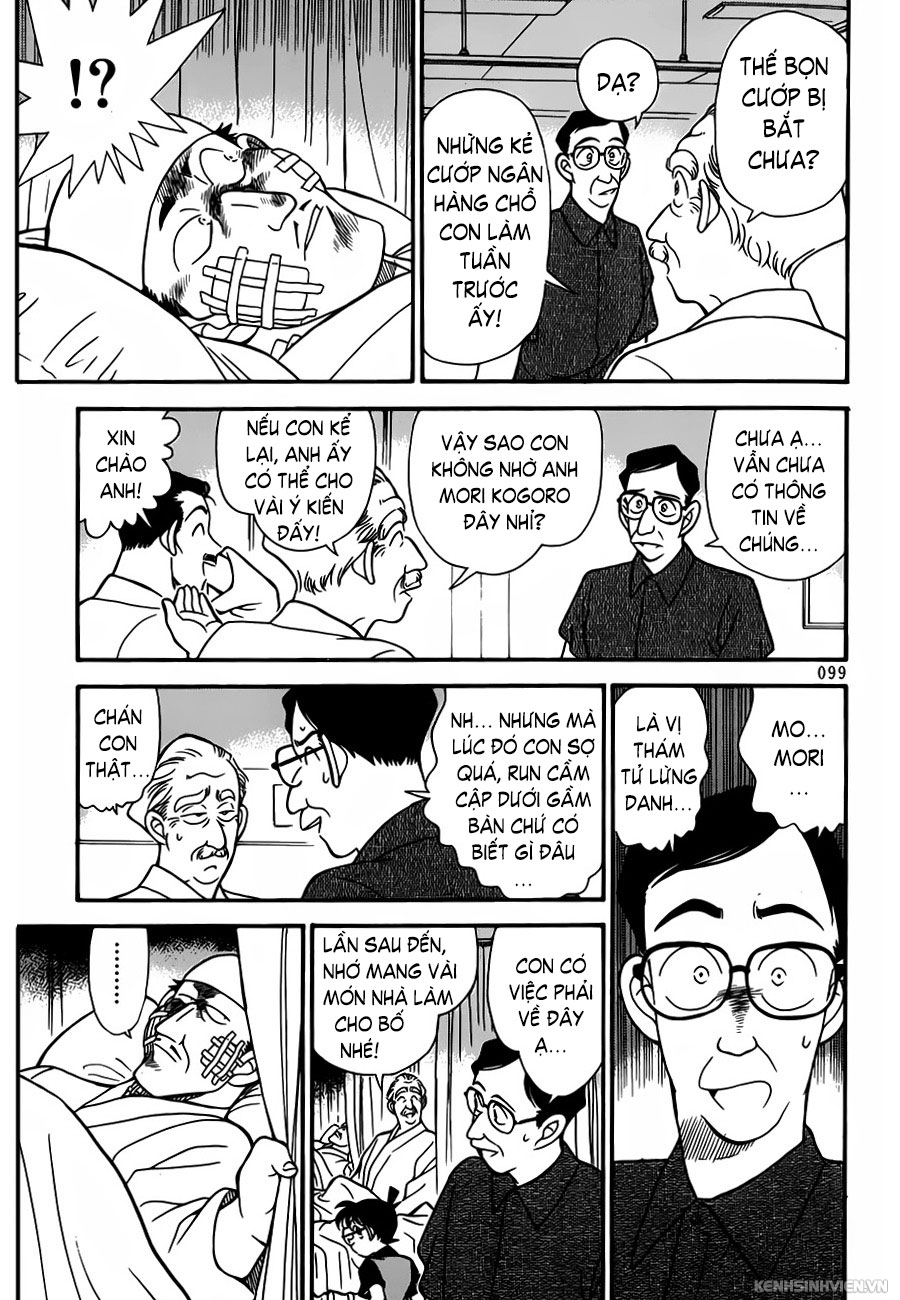 THẾ BỌN
CƯỚP BỊ
BẮT
CHƯA?
DẠ?
NHỮNG KẺ
CƯỚP NGÂN
HÀNG CHỖ
CON LÀM
TUẦN
TRƯỚC
ẤY!
!?
CHƯA Ạ...
VẪN CHƯA
CÓ THÔNG
TIN VỀ
CHÚNG...
VẬY SAO CON
KHÔNG NHỜ ANH
MORI KOGORO
ĐÂY NHỈ?
NẾU CON KỂ
LẠI, ANH ẤY
CÓ THỂ CHO
VÀI Ý KIẾN
ĐẤY!
XIN
CHÀO
ANH!
099
MO...
MORI
...
LÀ VỊ
THÁM
TỬ LỪNG
DANH...
NH... NHƯNG MÀ
LÚC ĐÓ CON SỢ
QUÁ, RUN CẦM
CẬP DƯỚI GẦM
BÀN CHỨ CÓ
BIẾT GÌ ĐÂU
...
CHÁN
CON
THẬT...
CON CÓ
VIỆC PHẢI
VỀ ĐÂY
Ạ...
LẦN SAU ĐẾN,
NHỚ MANG VÀI
MÓN NHÀ LÀM
CHO BỐ
NHÉ!
......
KENHSINHVIEN.VN